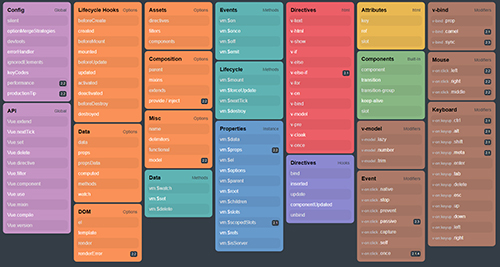 Config Global
silent
optionMergeStrategies
devtools
errorHandler
ignoredElements
keyCodes
performance 2.2
productionTip 2.2
API Global
Vue.extend
Vue.nextTick
Vue.set
Vue.delete
Vue.directive
Vue.filter
Vue.component
Vue.use
Vue.mixin
Vue.compile
Vue.version
Lifecycle Hooks Options
beforeCreate
created
beforeMount
mounted
beforeUpdate
updated
activated
deactivated
beforeDestroy
destroyed
Data Options
data
props
propsData
computed
methods
watch
DOM Options
el
template
render
renderError 2.2
Assets Options
directives
filters
components
Composition Options
parent
mixins
extends
provide / inject 2.2
Misc Options
name
delimiters
functional
model 2.2
Data Methods
vm.$watch
vm.$set
vm.$delete
Events Methods
vm.$on
vm.$once
vm.$off
vm.$emit
Lifecycle Methods
vm.$mount
vm.$forceUpdate
vm.$nextTick
vm.$destroy
Properties Instance
vm.$data
vm.$props 2.2
vm.$el
vm.$options
vm.$parent
vm.$root
vm.$children
vm.$slots
vm.$scopedSlots 2.1
vm.$refs
vm.$isServer
Directives
v-text
v-html
v-show
v-if
v-else
v-else-if 2.1
v-for
v-on
v-bind
v-model
v-pre
v-cloak
v-once
Directives Hooks
bind
inserted
update
componentUpdated
unbind
Attributes
key
ref
slot
Components Built-In
component
transition
transition-group
keep-alive
slot
v-model Modifiers
.lazy
.number
.trim
Event Modifiers
.native
.stop
.prevent
.passive
.capture
.self
.once 2.1.4
v-bind Modifiers
.prop
.camel
.sync
Mouse Modifiers
.left 2.2
.right 2.2
.middle 2.2
Keyboard Modifiers
.ctrl
.alt
.shift
.meta
.enter
.tab
.delete
.esc
.up
.down
.left
.right